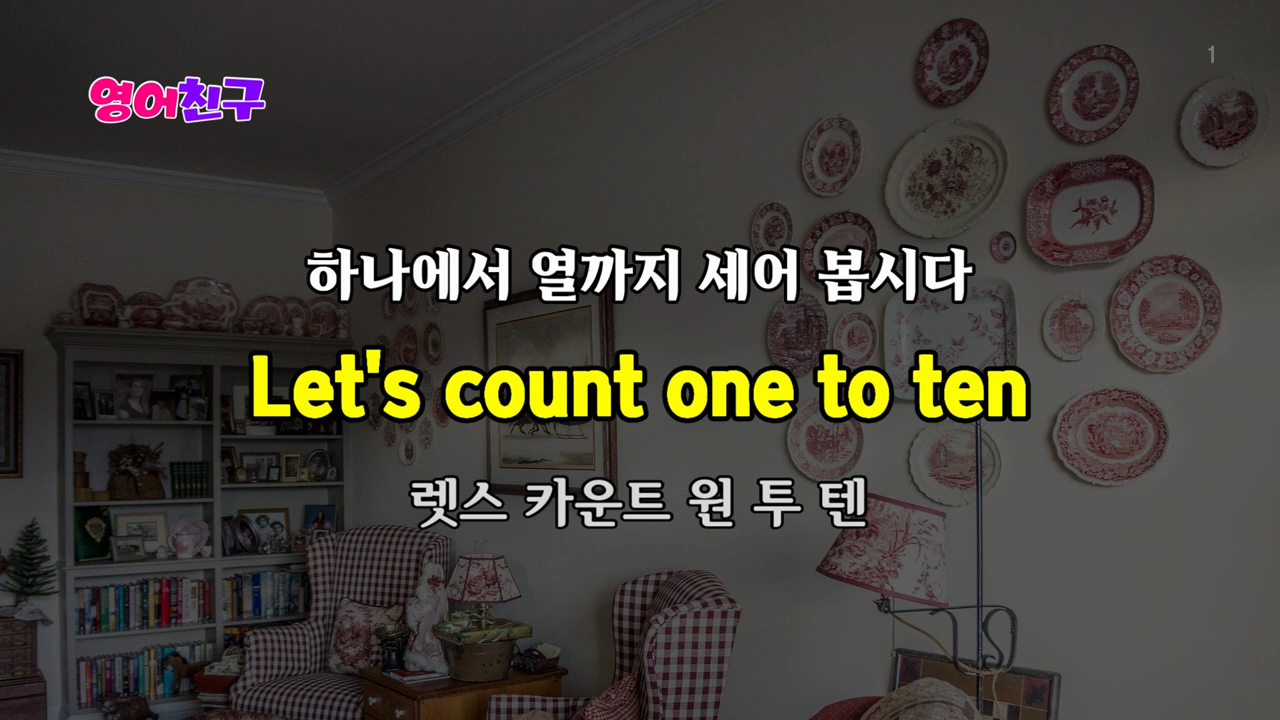 영어친구
1
하나에서 열까지 세어 봅시다
Let's count one to ten
렛스 카운트 원 투 텐